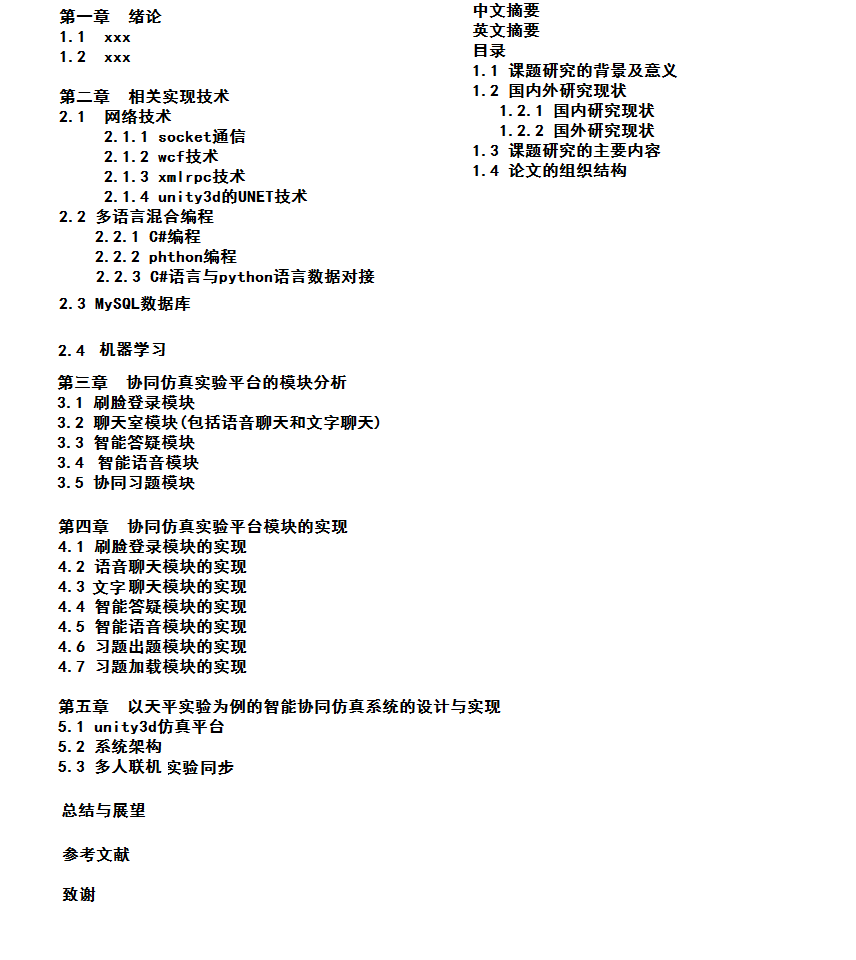 第一章 绪论
1.1 xxx
1.2 xxx
第二章 相关实现技术
2.1 网络技术
2.1.1 socket通信
2.1.2 wcf技术
2.1.3 xmlrpc技术
2.1.4 unity3d的UNET技术
2.2 多语言混合编程
2.2.1 C#编程
2.2.2 phthon编程
2.2.3 C#语言与python语言数据对接
2.3 MySQL数据库
2.4 机器学习
第三章 协同仿真实验平台的模块分析
3.1 刷脸登录模块
3.2 聊天室模块(包括语音聊天和文字聊天)
3.3 智能答疑模块
3.4 智能语音模块
3.5 协同习题模块
第四章 协同仿真实验平台模块的实现
4.1 刷脸登录模块的实现
4.2 语音聊天模块的实现
4.3 文字聊天模块的实现
4.4 智能答疑模块的实现
4.5 智能语音模块的实现
4.6 习题出题模块的实现
4.7 习题加载模块的实现
第五章 以天平实验为例的智能协同仿真系统的设计与实现
5.1 unity3d仿真平台
5.2 系统架构
5.3 多人联机实验同步
总结与展望
参考文献
致谢
中文摘要
英文摘要
目录
1.1 课题研究的背景及意义
1.2 国内外研究现状
1.2.1 国内研究现状
1.2.2 国外研究现状
1.3 课题研究的主要内容
1.4 论文的组织结构